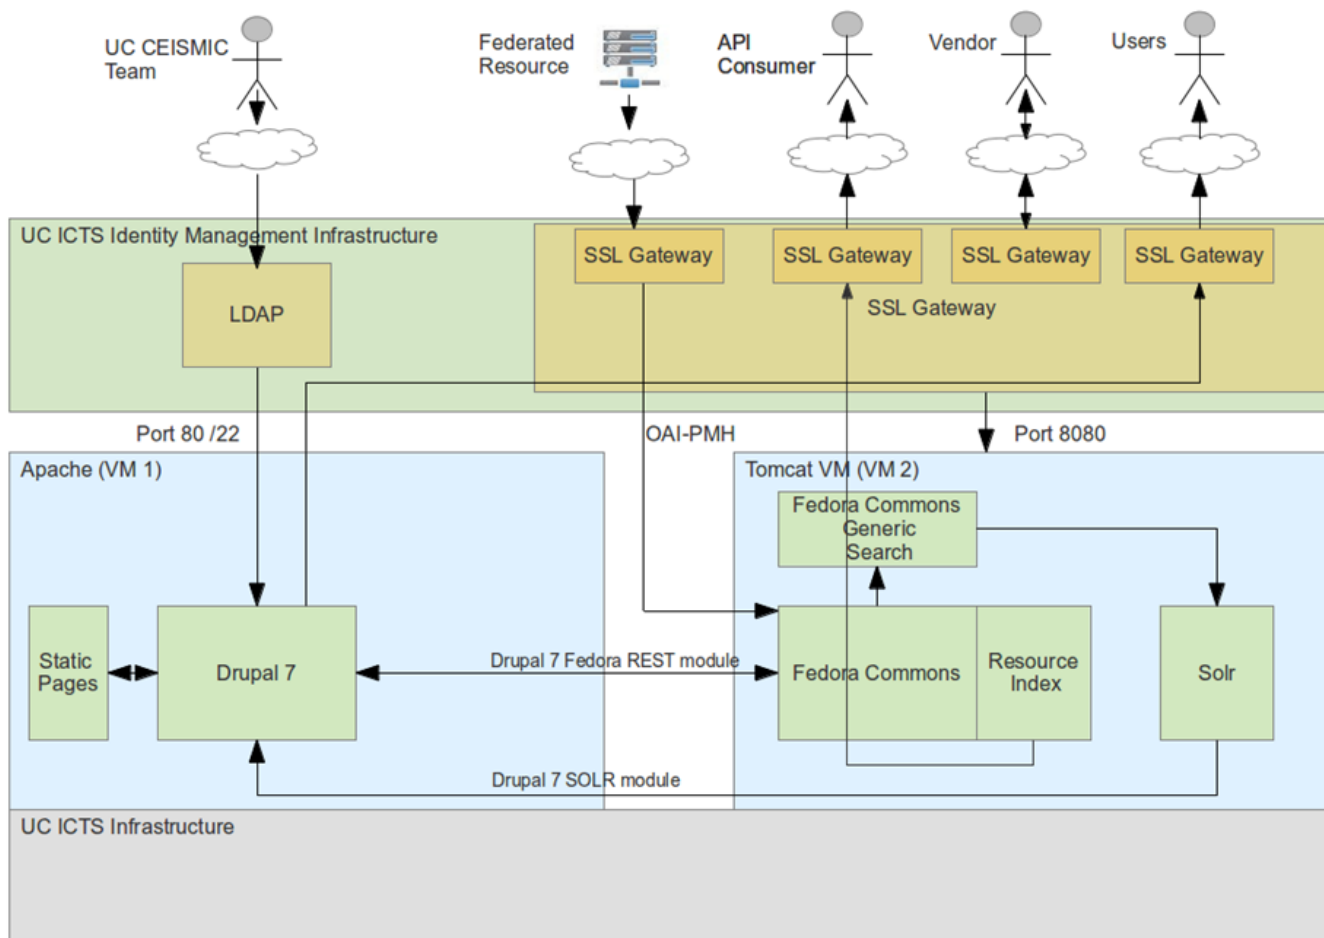 UC CEISMIC
Team
Federated
Resource
API
Consumer
Vendor
Users
UC ICTS Identity Management Infrastructure
SSL Gateway
SSL Gateway
SSL Gateway
SSL Gateway
LDAP
SSL Gateway
Port 80 /22
OAI-PMH
Port 8080
Apache (VM 1)
Tomcat VM (VM 2)
Fedora Commons
Generic
Search
Static
Pages
Drupal 7
Drupal 7 Fedora REST module
Fedora Commons
Resource
Index
Solr
Drupal 7 SOLR module
UC ICTS Infrastructure